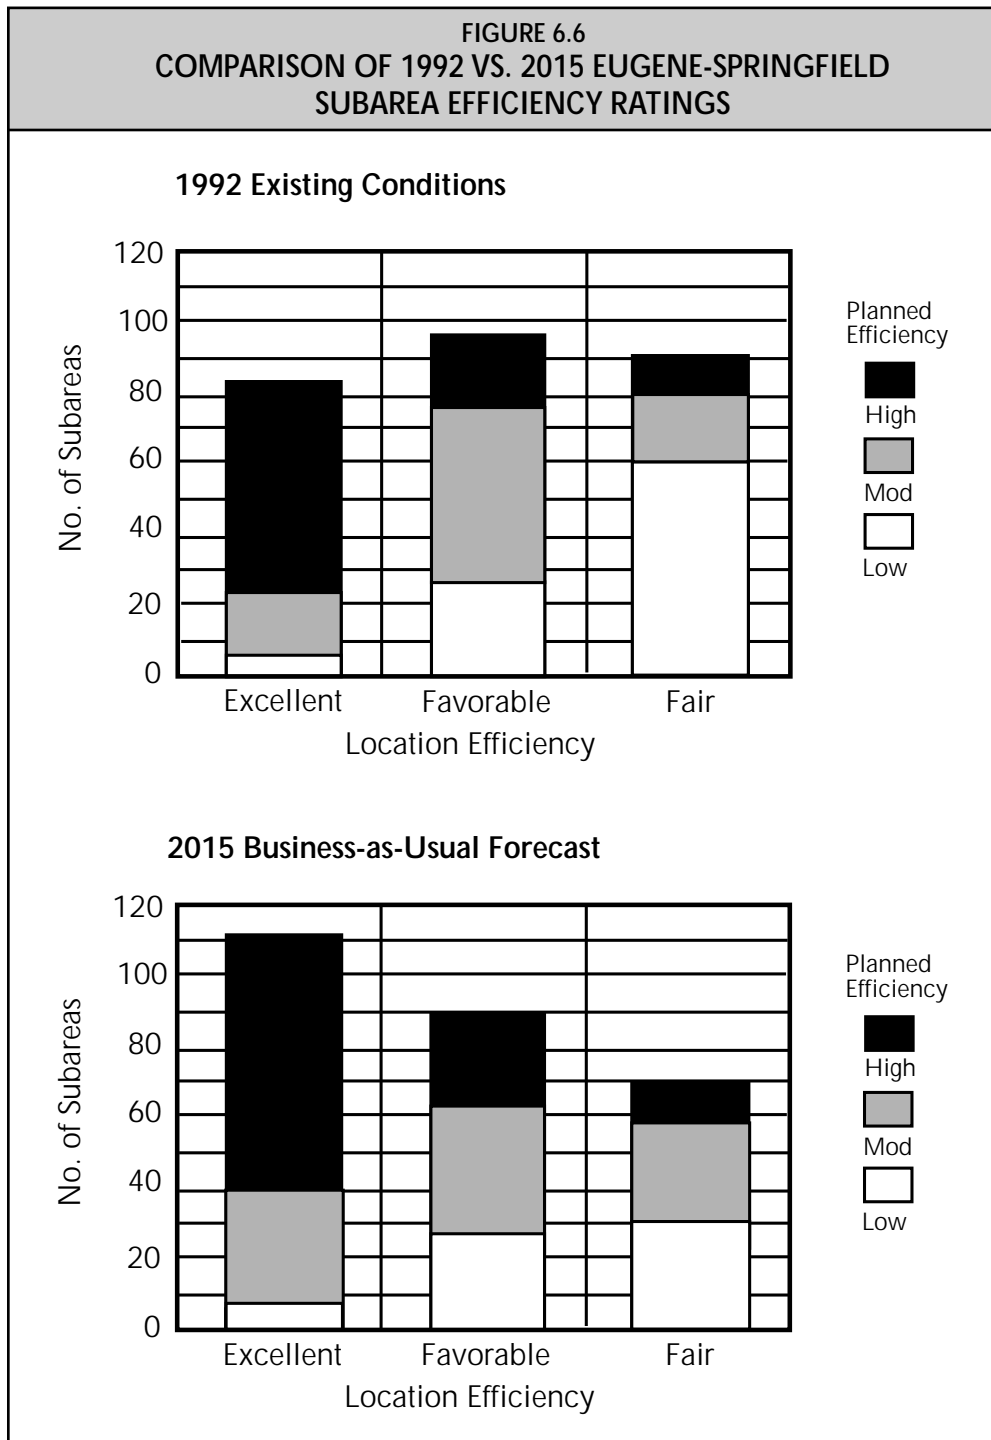 FIGURE 6.6
COMPARISON OF 1992 VS. 2015 EUGENE-SPRINGFIELD
SUBAREA EFFICIENCY RATINGS
1992 Existing Conditions
120
100
80
60
40
20
0
No. of Subareas
Excellent
Favorable
Fair
Location Efficiency
Planned
Efficiency
High
Mod
Low
2015 Business-as-Usual Forecast
120
100
80
60
40
20
0
No. of Subareas
Excellent
Favorable
Fair
Location Efficiency
Planned
Efficiency
High
Mod
Low